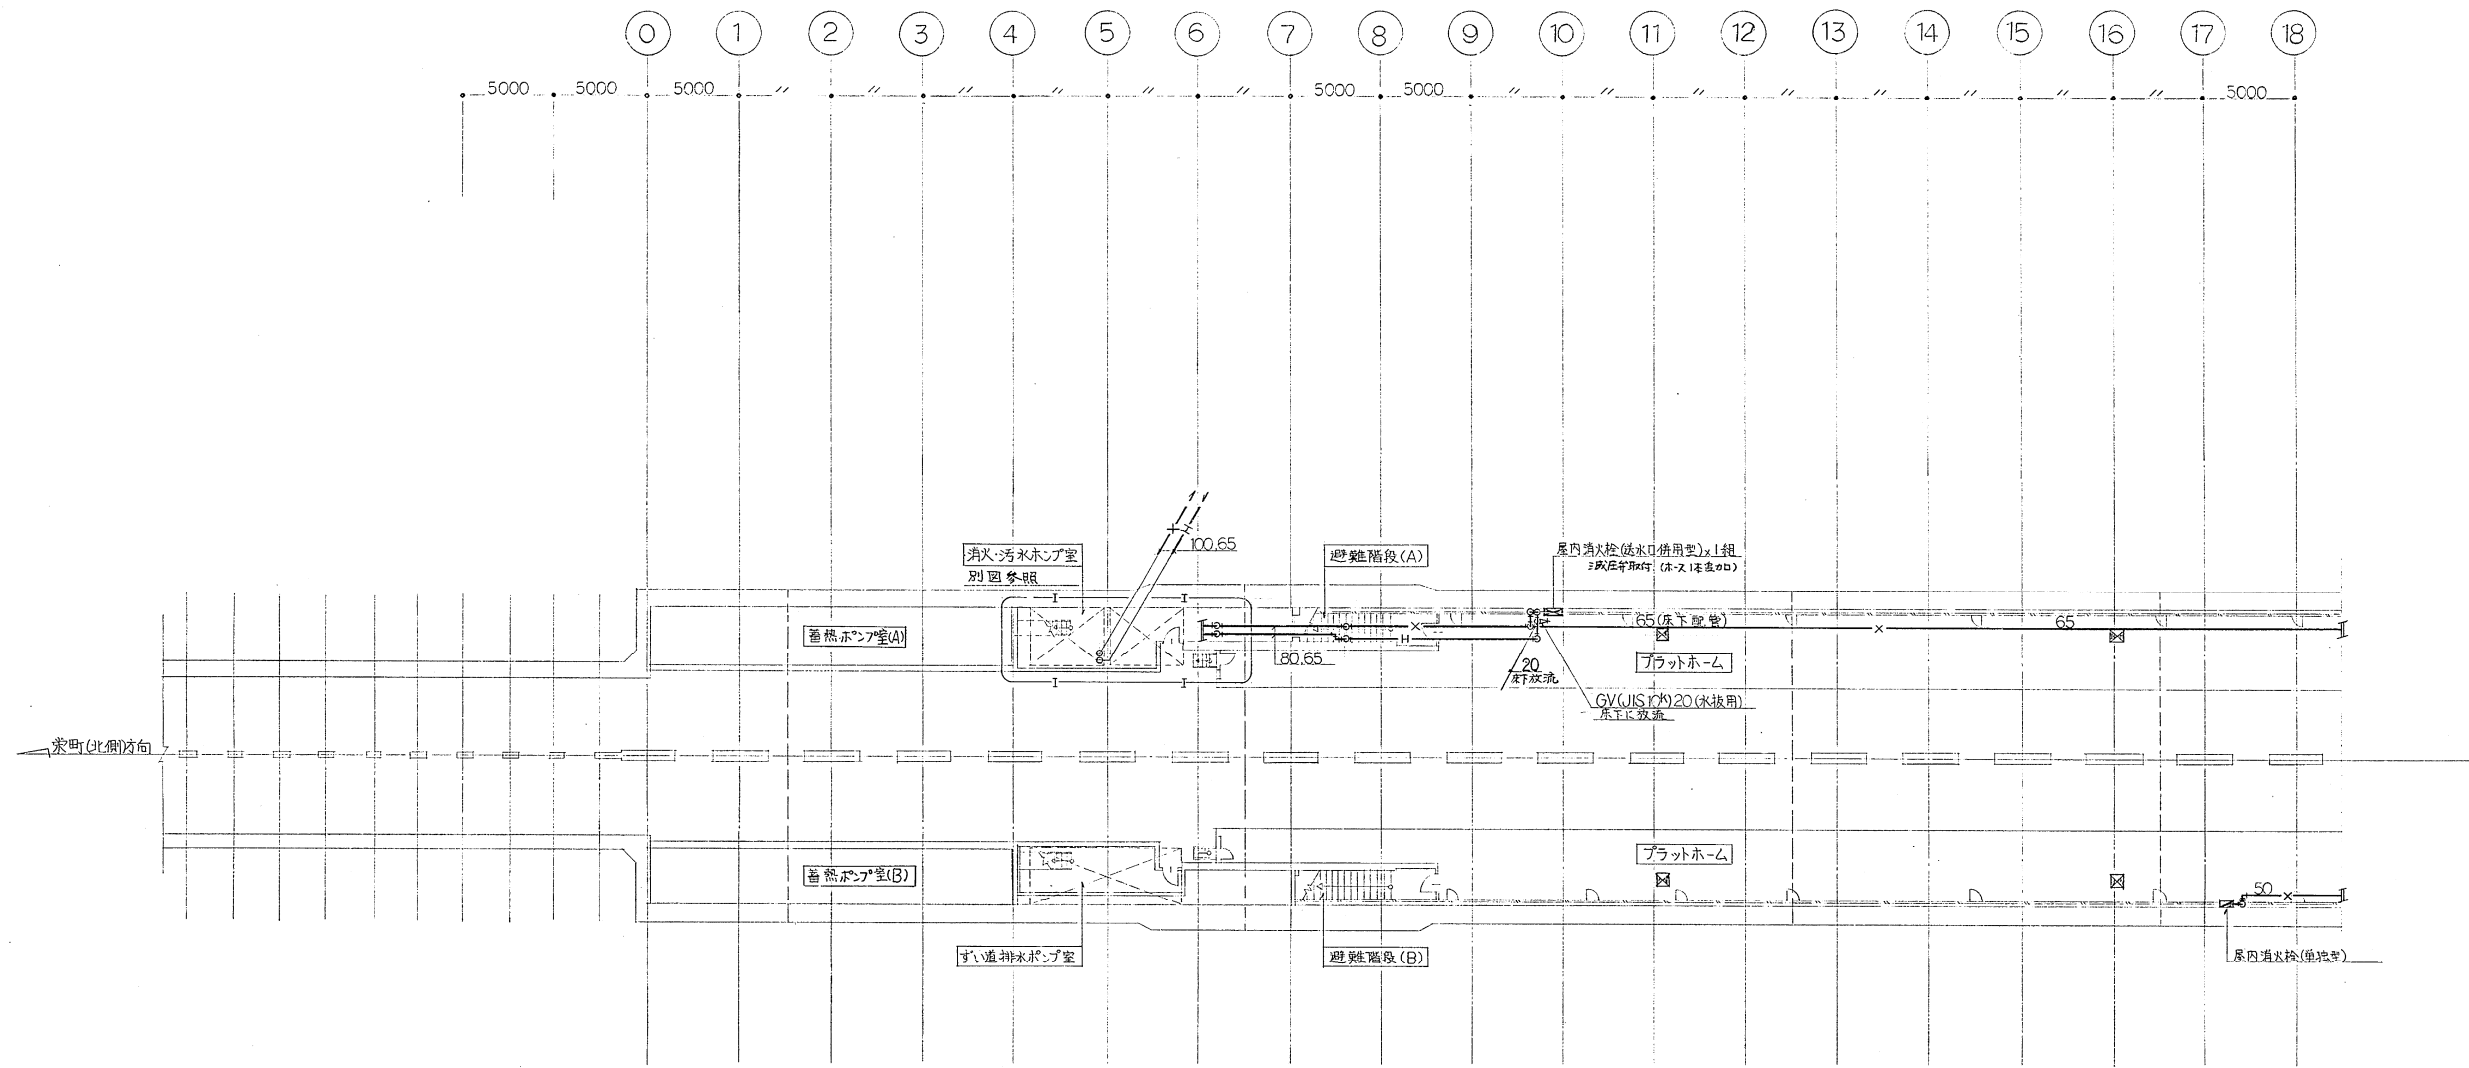 0 1 2 3 4 5 6 7 8 9 10 11 12 13 14 15 16 17 18
5000 5000 5000 〃 〃 〃 〃 〃 〃 5000 5000 〃 〃 〃 〃 〃 〃 〃 〃 5000
100.65
消火・汚水ポンプ室
別図参照
避難階段(A)
屋内消火栓(送水口併用型)x1組
減圧弁取付 (ホース1本追加)
蓄熱ポンプ室(A)
65(床下配管)
65
80.65
プラットホーム
20
床下放流
GV(JIS10K)20(水抜用)
床下に放流
栄町(北側)方向
プラットホーム
蓄熱ポンプ室(B)
50
ずい道排水ポンプ室
避難階段(B)
屋内消火栓(単独型)